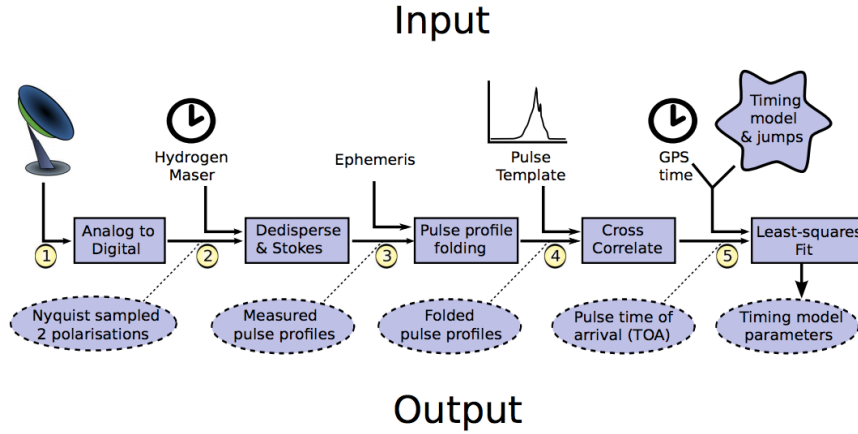 Input
Hydrogen
Maser
Ephemeris
Pulse
Template
GPS
time
Timing
model
& jumps
Analog to
Digital
Dedisperse
& Stokes
Pulse profile
folding
Cross
Correlate
Least-squares
Fit
1
2
3
4
5
Nyquist sampled
2 polarisations
Measured
pulse profiles
Folded
pulse profiles
Pulse time of
arrival (TOA)
Timing model
parameters
Output